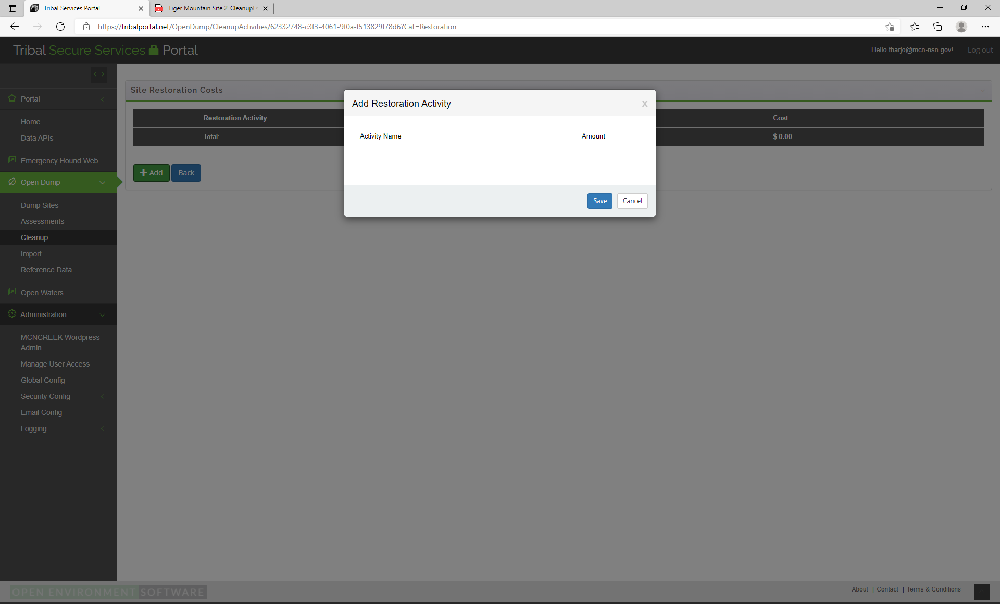 Tribal Services Portal
Tiger Mountain Site 2_CleanupEs
https://tribalportal.net/OpenDump/CleanupActivities/62332748-c3f3-4061-9f0a-f513829f78d6?Cat=Restoration
Tribal Secure Services Portal
Hello fharjo@mcn-nsn.gov!
Log out
Portal
Home
Data APIs
Emergency Hound Web
Open Dump
Dump Sites
Assessments
Cleanup
Import
Reference Data
Open Waters
Administration
MCNCREEK Wordpress
Admin
Manage User Access
Global Config
Security Config
Email Config
Logging
Site Restoration Costs
Restoration Activity
Cost
Total:
$ 0.00
Add
Back
Add Restoration Activity
X
Activity Name
Amount
Save
Cancel
OPEN ENVIRONMENT SOFTWARE
About | Contact | Terms & Conditions